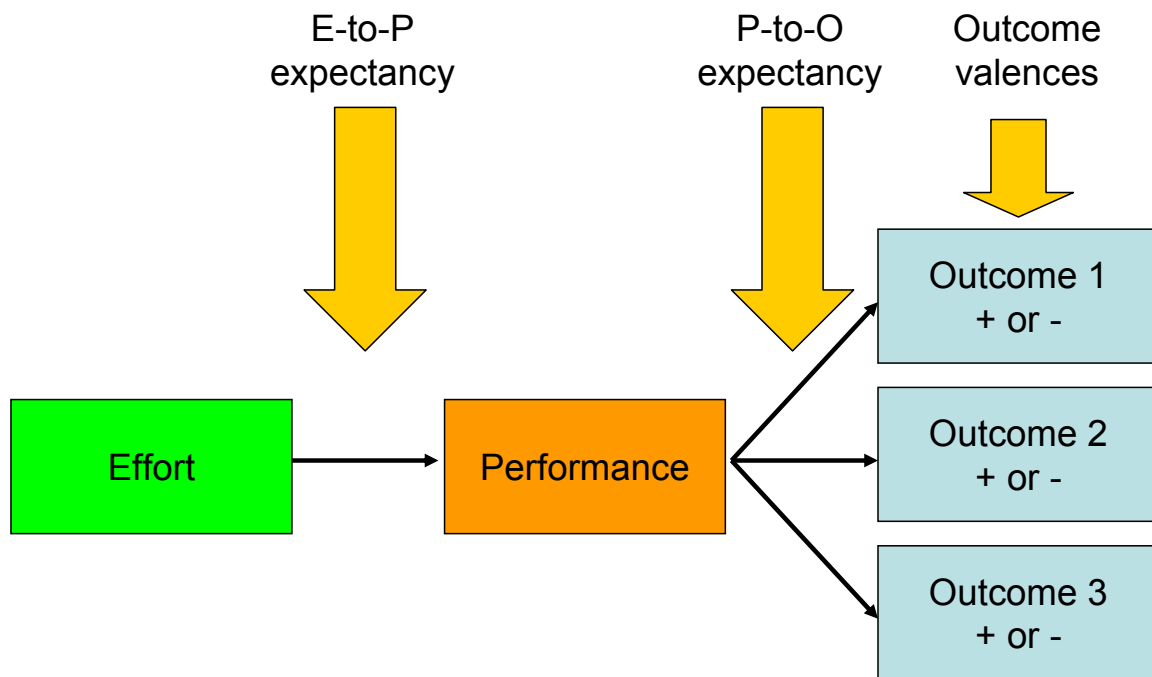 E-to-P
expectancy
P-to-O
expectancy
Outcome
valences
Effort
Performance
Outcome 1
+ or -
Outcome 2
+ or -
Outcome 3
+ or -